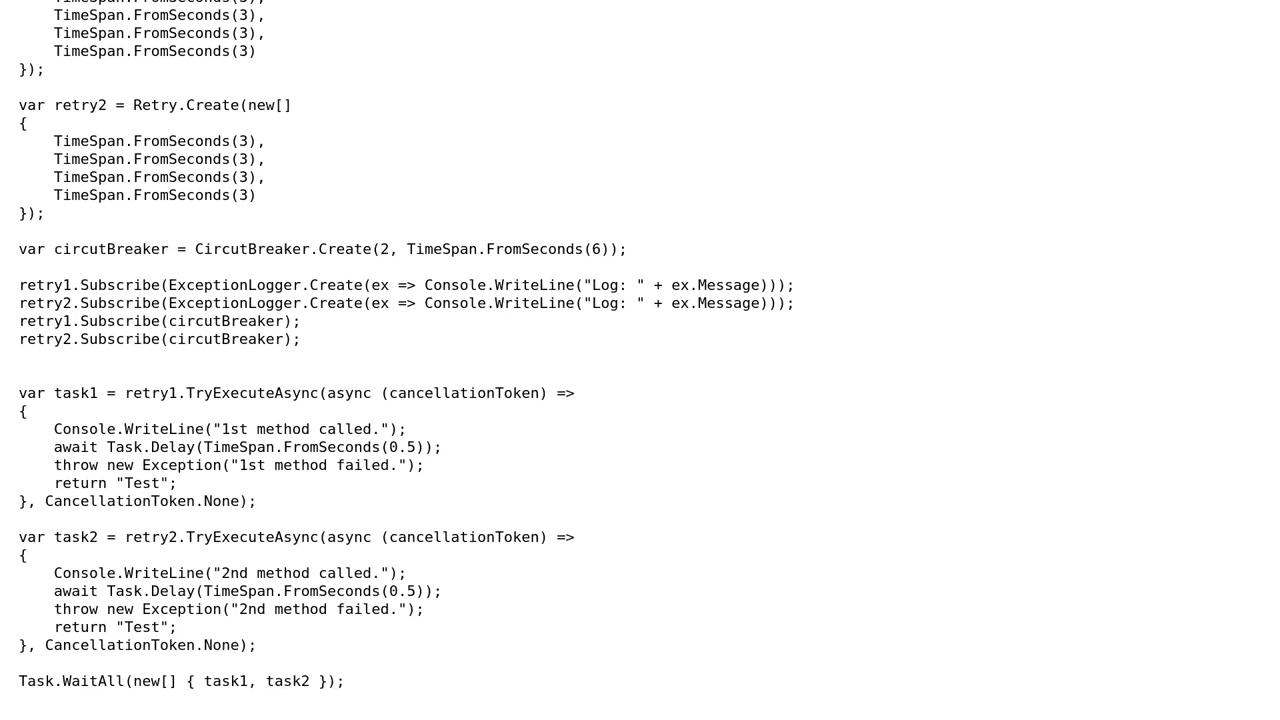 TimeSpan.FromSeconds(3),
    TimeSpan.FromSeconds(3),
    TimeSpan.FromSeconds(3),
    TimeSpan.FromSeconds(3)
});

var retry2 = Retry.Create(new[]
{
    TimeSpan.FromSeconds(3),
    TimeSpan.FromSeconds(3),
    TimeSpan.FromSeconds(3),
    TimeSpan.FromSeconds(3)
});

var circutBreaker = CircutBreaker.Create(2, TimeSpan.FromSeconds(6));

retry1.Subscribe(ExceptionLogger.Create(ex => Console.WriteLine("Log: " + ex.Message)));
retry2.Subscribe(ExceptionLogger.Create(ex => Console.WriteLine("Log: " + ex.Message)));
retry1.Subscribe(circutBreaker);
retry2.Subscribe(circutBreaker);


var task1 = retry1.TryExecuteAsync(async (cancellationToken) =>
{
    Console.WriteLine("1st method called.");
    await Task.Delay(TimeSpan.FromSeconds(0.5));
    throw new Exception("1st method failed.");
    return "Test";
}, CancellationToken.None);

var task2 = retry2.TryExecuteAsync(async (cancellationToken) =>
{
    Console.WriteLine("2nd method called.");
    await Task.Delay(TimeSpan.FromSeconds(0.5));
    throw new Exception("2nd method failed.");
    return "Test";
}, CancellationToken.None);

Task.WaitAll(new[] { task1, task2 });